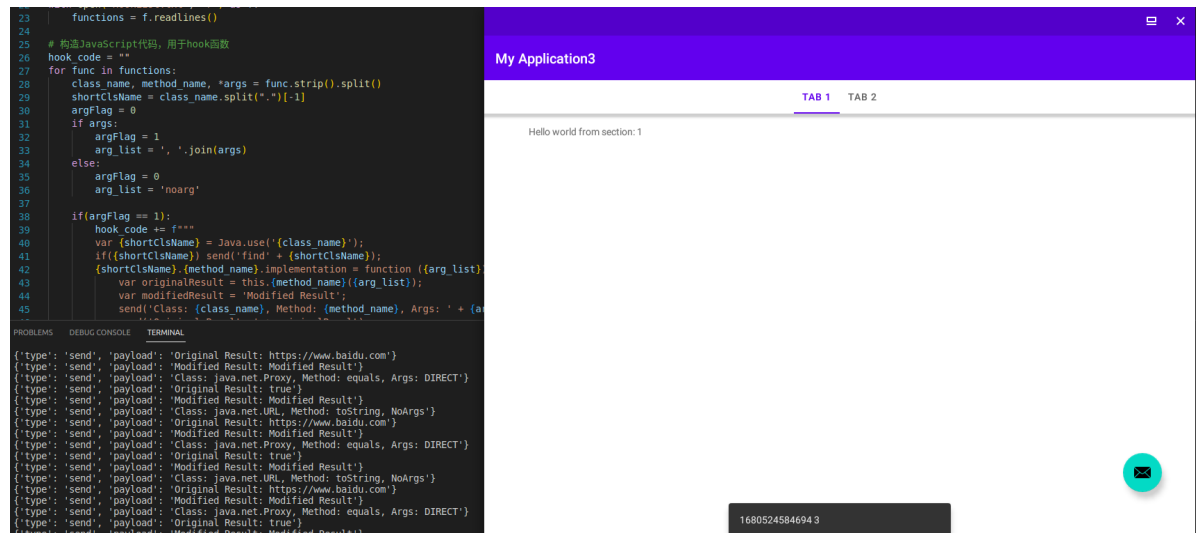 23 functions = f.readlines()
24
25 # 构造JavaScript代码，用于hook函数
26 hook_code = ""
27 for func in functions:
28 class_name, method_name, *args = func.strip().split()
29 shortClsName = class_name.split(".")[-1]
30 argFlag = 0
31 if args:
32 argFlag = 1
33 arg_list = ', '.join(args)
34 else:
35 argFlag = 0
36 arg_list = 'noarg'
37
38 if(argFlag == 1):
39 hook_code += f"""
40 var {shortClsName} = Java.use('{class_name}');
41 if({shortClsName}) send('find' + {shortClsName});
42 {shortClsName}.{method_name}.implementation = function ({arg_list})
43 var originalResult = this.{method_name}({arg_list});
44 var modifiedResult = 'Modified Result';
45 send('Class: {class_name}, Method: {method_name}, Args: ' + {ar
PROBLEMS DEBUG CONSOLE TERMINAL
{'type': 'send', 'payload': 'Original Result: https://www.baidu.com'}
{'type': 'send', 'payload': 'Modified Result: Modified Result'}
{'type': 'send', 'payload': 'Class: java.net.Proxy, Method: equals, Args: DIRECT'}
{'type': 'send', 'payload': 'Original Result: true'}
{'type': 'send', 'payload': 'Modified Result: Modified Result'}
{'type': 'send', 'payload': 'Class: java.net.URL, Method: toString, NoArgs'}
{'type': 'send', 'payload': 'Original Result: https://www.baidu.com'}
{'type': 'send', 'payload': 'Modified Result: Modified Result'}
{'type': 'send', 'payload': 'Class: java.net.Proxy, Method: equals, Args: DIRECT'}
{'type': 'send', 'payload': 'Original Result: true'}
{'type': 'send', 'payload': 'Modified Result: Modified Result'}
{'type': 'send', 'payload': 'Class: java.net.URL, Method: toString, NoArgs'}
{'type': 'send', 'payload': 'Original Result: https://www.baidu.com'}
{'type': 'send', 'payload': 'Modified Result: Modified Result'}
{'type': 'send', 'payload': 'Class: java.net.Proxy, Method: equals, Args: DIRECT'}
{'type': 'send', 'payload': 'Original Result: true'}
My Application3
TAB 1 TAB 2
Hello world from section: 1
1680524584694 3